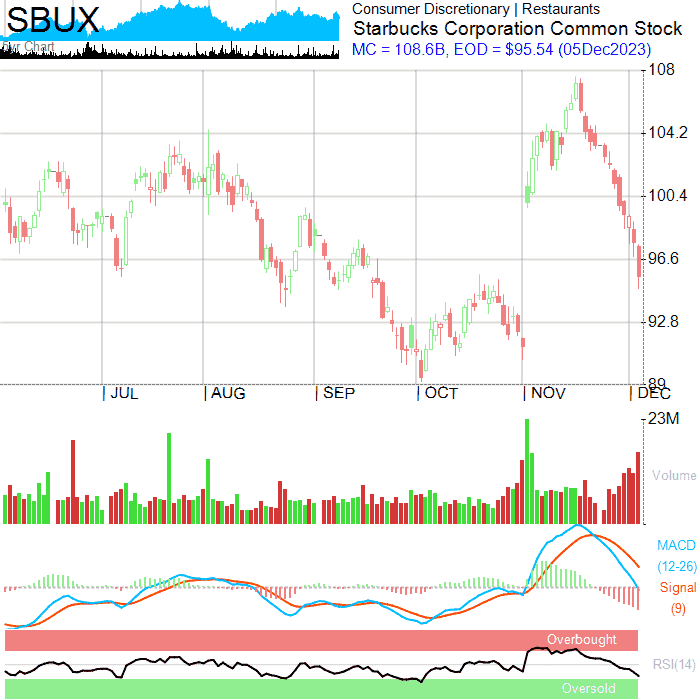 SBUX
Consumer Discretionary | Restaurants
Starbucks Corporation Common Stock
MC = 108.6B, EOD = $95.54 (05Dec2023)
5yr Chart
108
104.2
100.4
96.6
92.8
89
JUL AUG SEP OCT NOV DEC
23M
Volume
MACD
(12-26)
Signal
(9)
Overbought
RSI(14)
Oversold